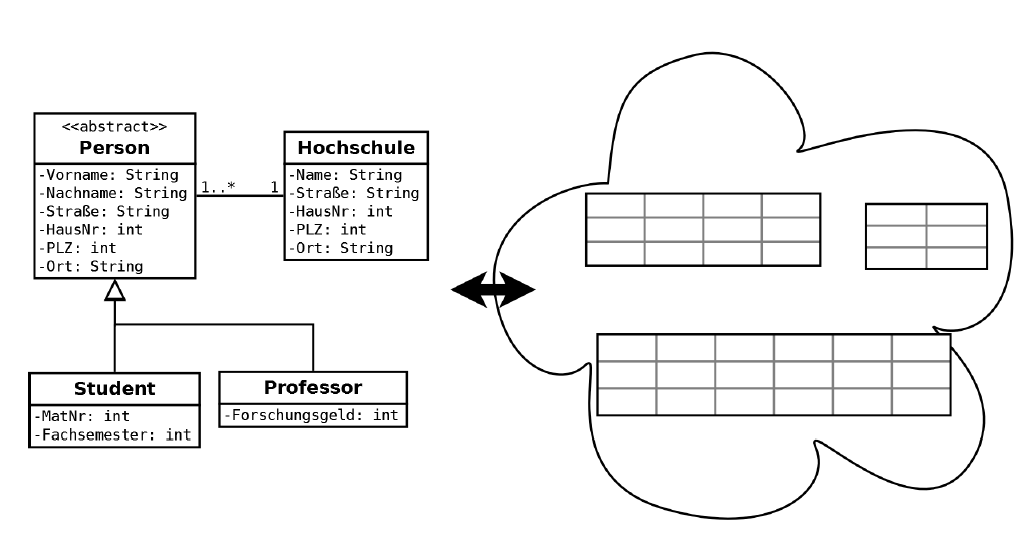 <<abstract>>
Person
-Vorname: String
-Nachname: String
-Straße: String
-HausNr: int
-PLZ: int
-Ort: String
1..*
1
Hochschule
-Name: String
-Straße: String
-HausNr: int
-PLZ: int
-Ort: String
Student
-MatNr: int
-Fachsemester: int
Professor
-Forschungsgeld: int